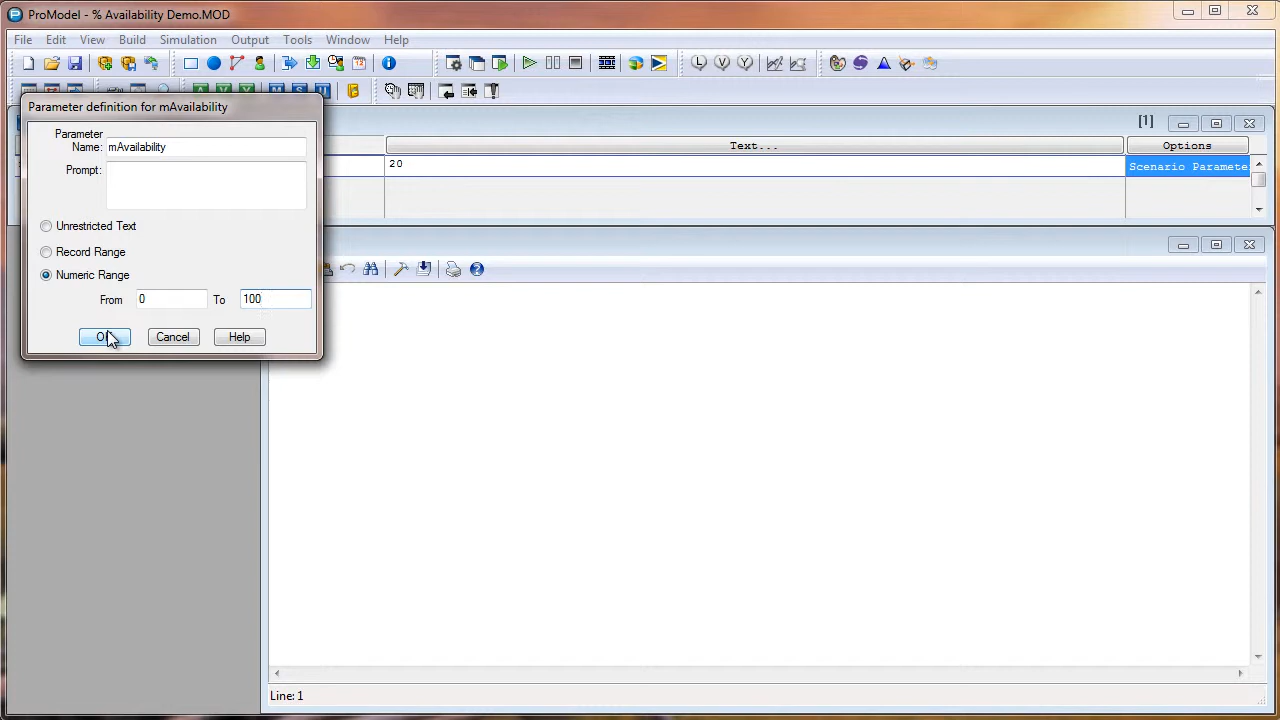 ProModel - % Availability Demo.MOD
File Edit View Build Simulation Output Tools Window Help
Parameter definition for mAvailability
[1]
Parameter
Name: mAvailability
Text...
Options
20
Scenario Paramete
Prompt:
Unrestricted Text
Record Range
Numeric Range
From 0 To 100
Cancel
Help
Line: 1